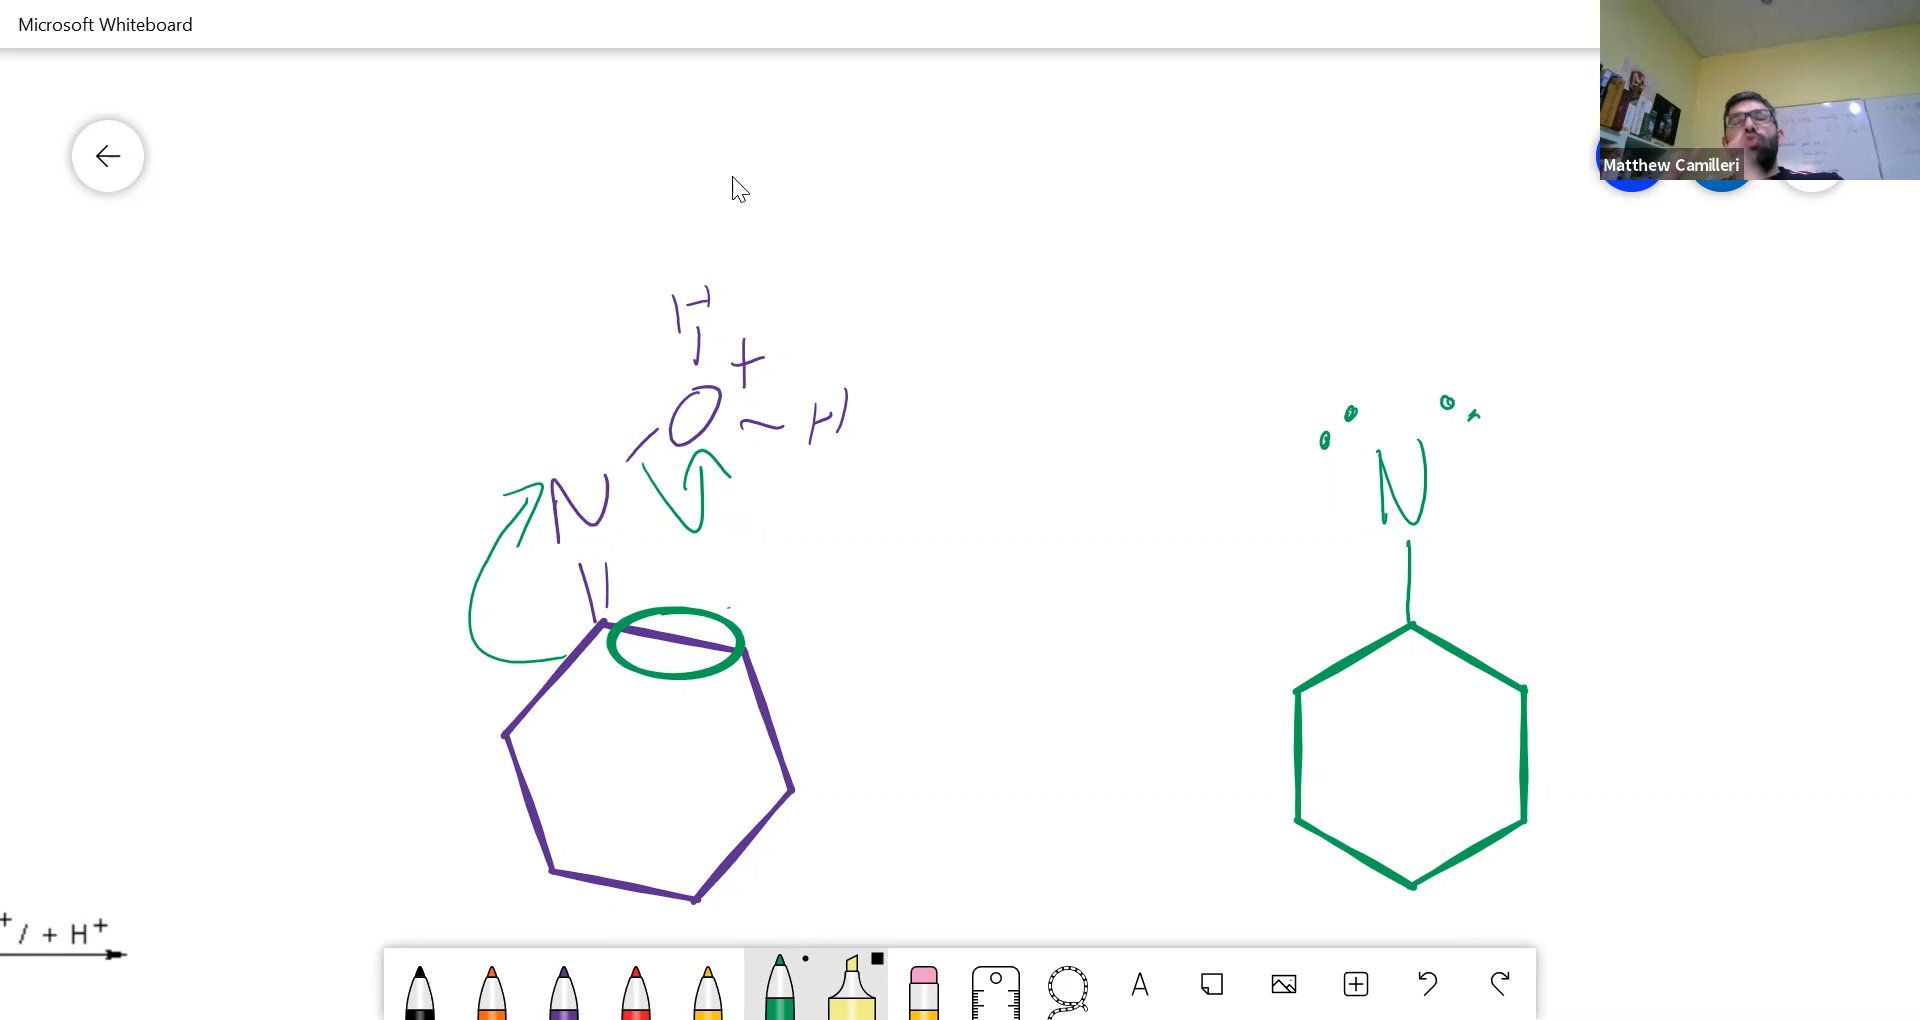 Microsoft Whiteboard
Matthew Camilleri
H
+
O H
N
N
+ / + H+
A